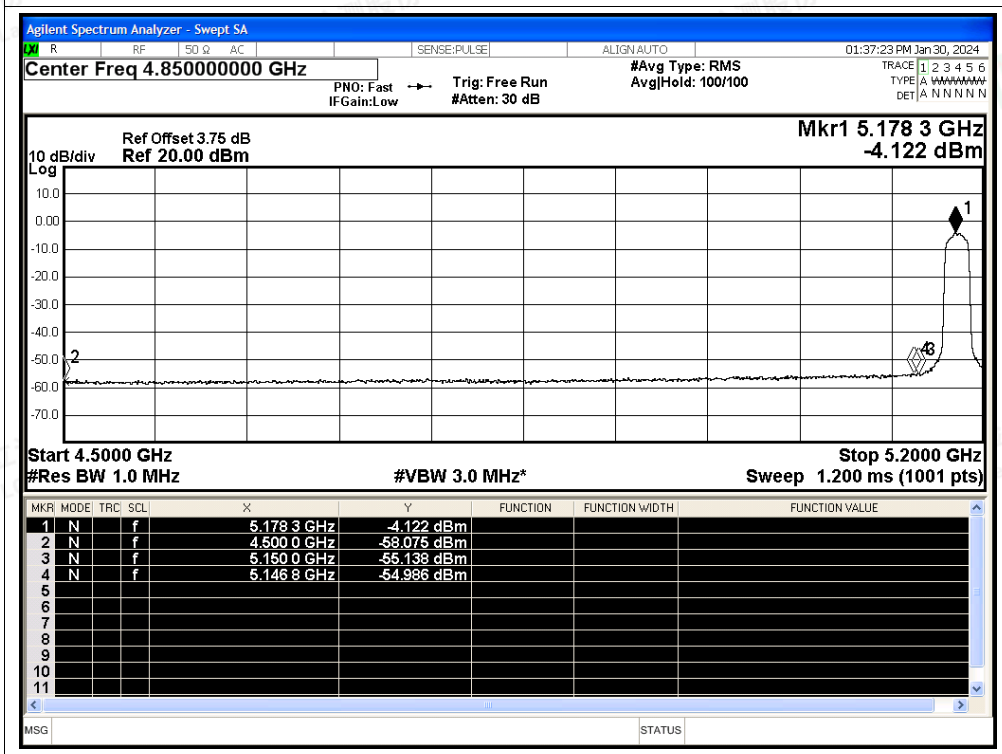 Agilent Spectrum Analyzer - Swept SA
LXI R RF 50 Ω AC SENSE:PULSE ALIGN AUTO 01:37:23 PM Jan 30, 2024
Center Freq 4.850000000 GHz
PNO: Fast
IFGain:Low
Trig: Free Run
#Atten: 30 dB
#Avg Type: RMS
Avg|Hold: 100/100
TRACE 1 2 3 4 5 6
TYPE A WWWWW
DET A N N N N N
Mkr1 5.178 3 GHz
-4.122 dBm
Ref Offset 3.75 dB
10 dB/div Ref 20.00 dBm
Log
10.0
0.00
-10.0
-20.0
-30.0
-40.0
-50.0
-60.0
-70.0
1
2
4
3
Start 4.5000 GHz Stop 5.2000 GHz
#Res BW 1.0 MHz #VBW 3.0 MHz* Sweep 1.200 ms (1001 pts)
MKR MODE TRC SCL X Y FUNCTION FUNCTION WIDTH FUNCTION VALUE
1 N f 5.178 3 GHz -4.122 dBm
2 N f 4.500 0 GHz -58.075 dBm
3 N f 5.150 0 GHz -55.138 dBm
4 N f 5.146 8 GHz -54.986 dBm
5
6
7
8
9
10
11
MSG STATUS